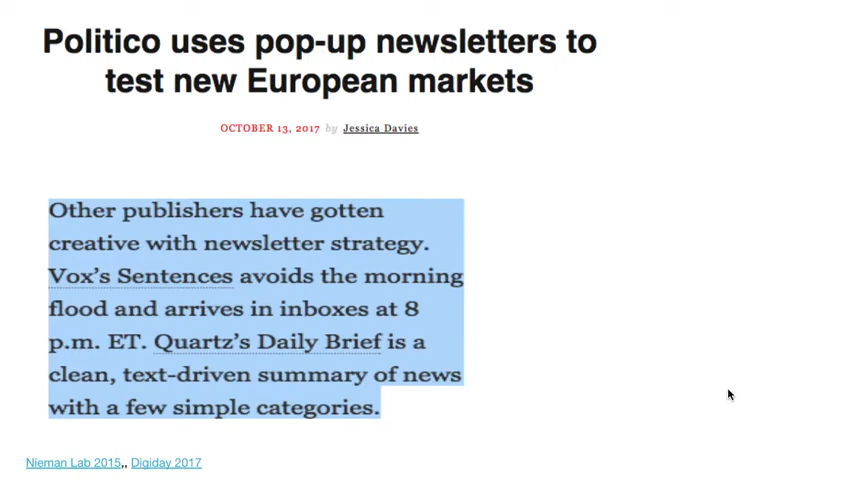 Politico uses pop-up newsletters to
test new European markets
OCTOBER 13, 2017 by Jessica Davies
Other publishers have gotten
creative with newsletter strategy.
Vox's Sentences avoids the morning
flood and arrives in inboxes at 8
p.m. ET. Quartz's Daily Brief is a
clean, text-driven summary of news
with a few simple categories.
Nieman Lab 2015,, Digiday 2017